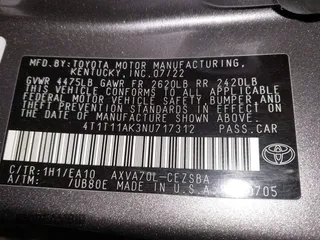 MFD. BY:
TOYOTA MOTOR MANUFACTURING,
KENTUCKY, INC. 07/22
GVWR 4475LB GAWR FR 2620LB RR 2420LB
THIS VEHICLE CONFORMS TO ALL APPLICABLE
FEDERAL MOTOR VEHICLE SAFETY, BUMPER, AND
THEFT PREVENTION STANDARDS IN EFFECT ON
THE DATE OF MANUFACTURE SHOWN ABOVE.
4T1T11AK3NU717312 PASS.CAR
C/TR: 1H1/EA10 AXVA70L-CEZSBA
A/TM: /UB80E MADE IN U.S.A.
TOYOTA